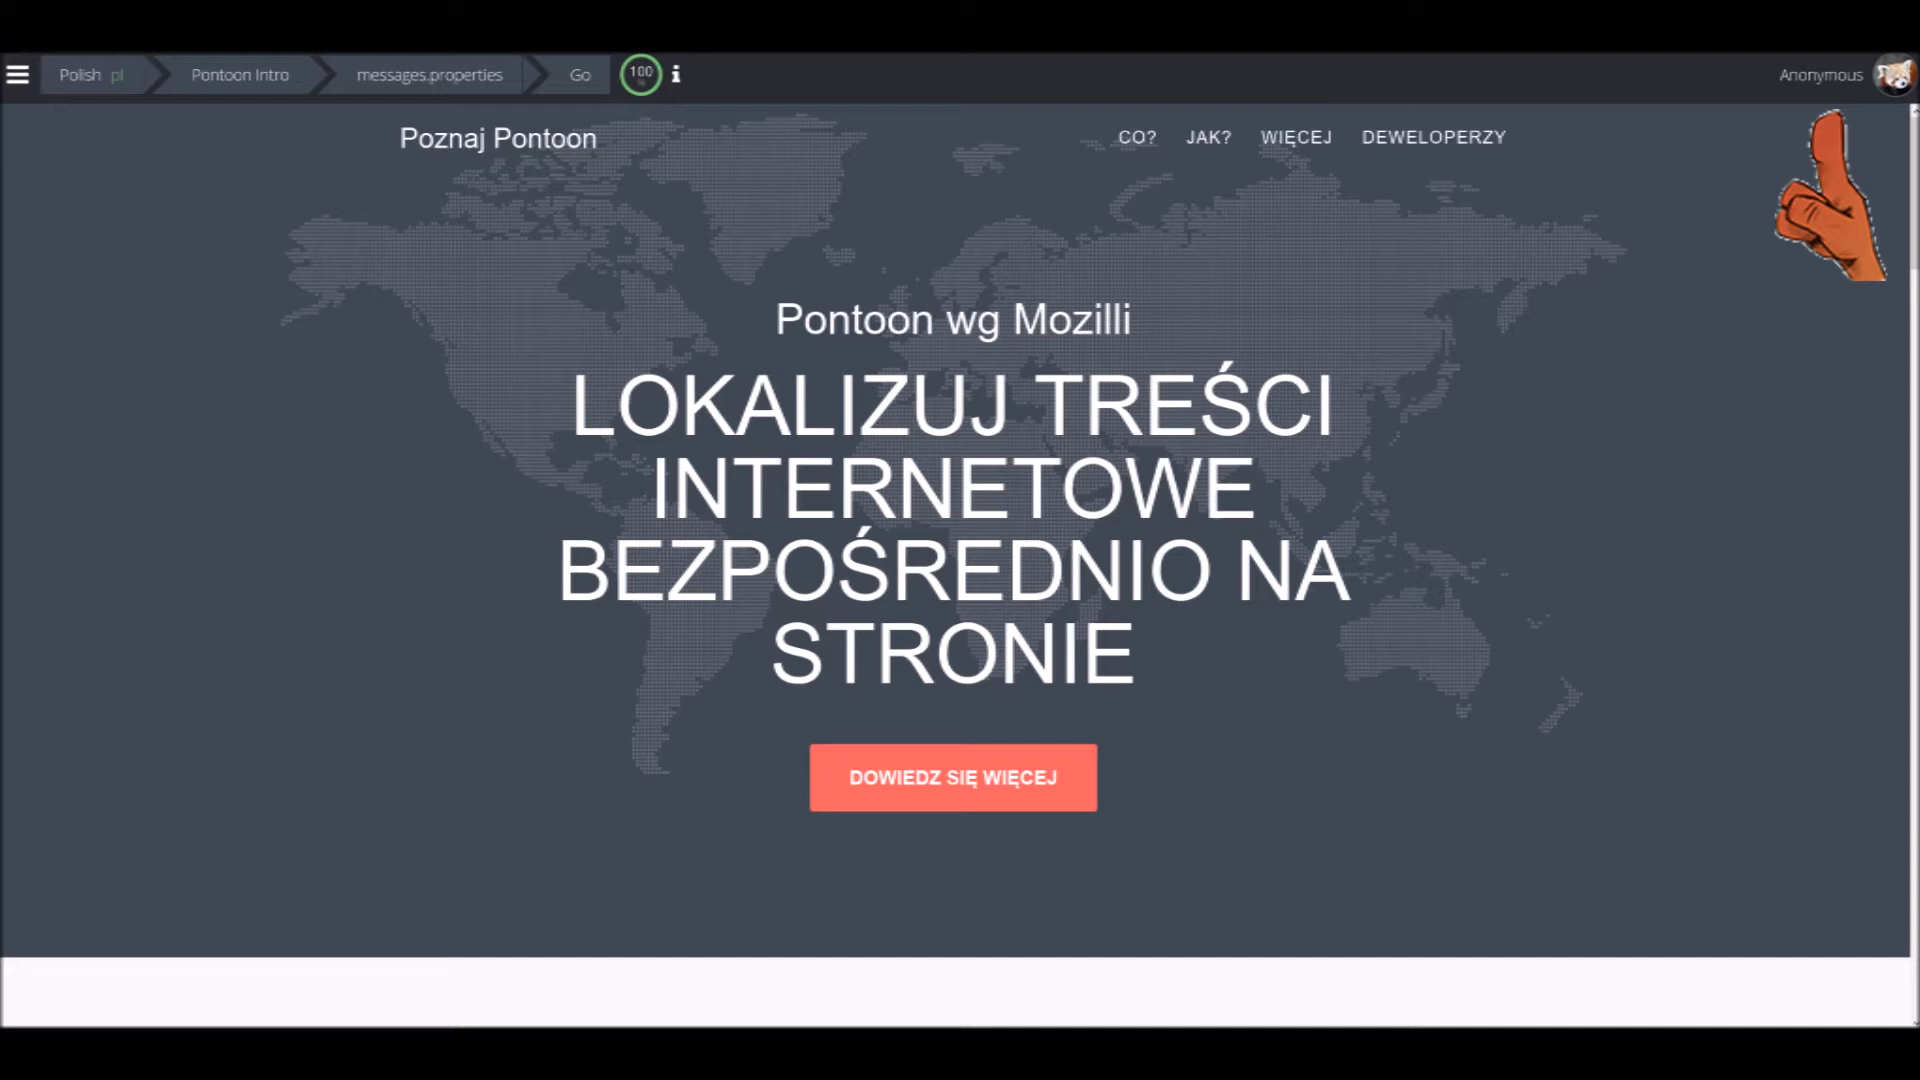 Polish pl Pontoon Intro messages.properties Go 100 % Anonymous
Poznaj Pontoon CO? JAK? WIĘCEJ DEWELOPERZY
Pontoon wg Mozilli
LOKALIZUJ TREŚCI
INTERNETOWE
BEZPOŚREDNIO NA
STRONIE
DOWIEDZ SIĘ WIĘCEJ